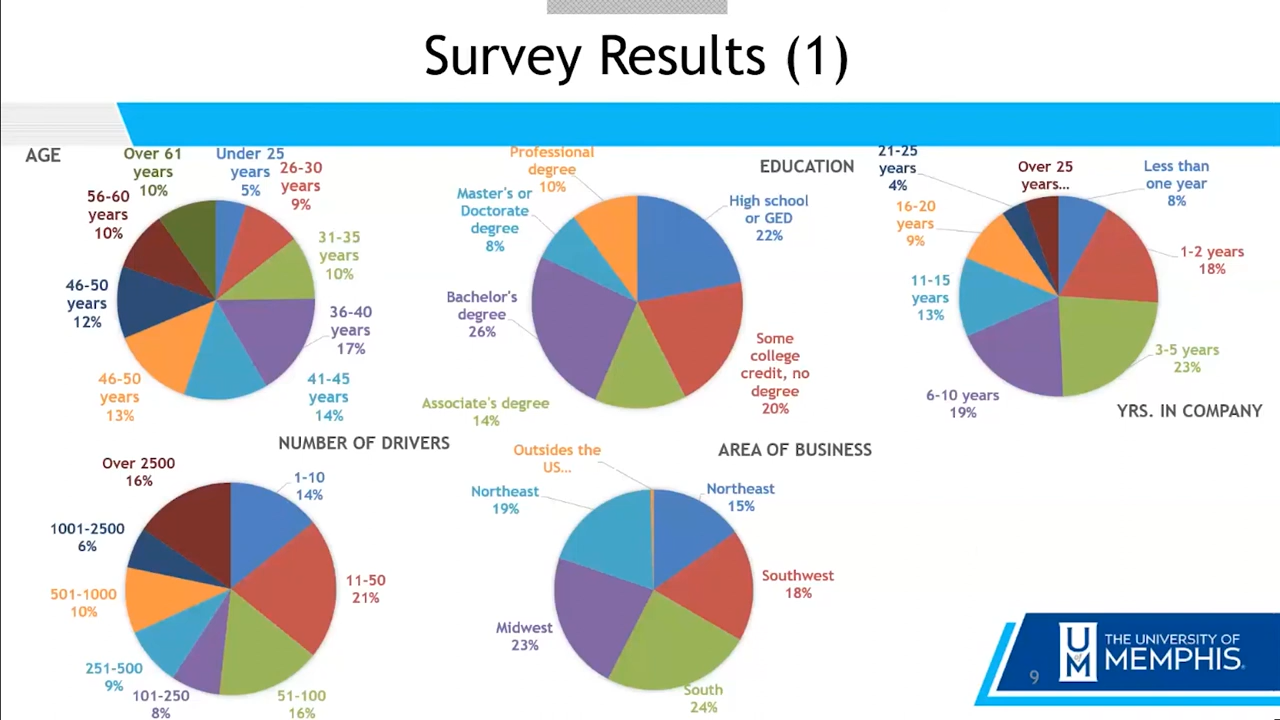 Survey Results (1)
AGE
Over 61
years
10%
Under 25
years
5%
26-30
years
9%
31-35
years
10%
36-40
years
17%
41-45
years
14%
46-50
years
13%
46-50
years
12%
56-60
years
10%
EDUCATION
Professional
degree
10%
High school
or GED
22%
Some
college
credit, no
degree
20%
Associate's degree
14%
Bachelor's
degree
26%
Master's or
Doctorate
degree
8%
YRS. IN COMPANY
21-25
years
4%
Over 25
years...
Less than
one year
8%
1-2 years
18%
3-5 years
23%
6-10 years
19%
11-15
years
13%
16-20
years
9%
NUMBER OF DRIVERS
Over 2500
16%
1-10
14%
11-50
21%
51-100
16%
101-250
8%
251-500
9%
501-1000
10%
1001-2500
6%
AREA OF BUSINESS
Outsides the
US...
Northeast
15%
Southwest
18%
South
24%
Midwest
23%
Northeast
19%
9
U
of
M
THE UNIVERSITY OF
MEMPHIS.